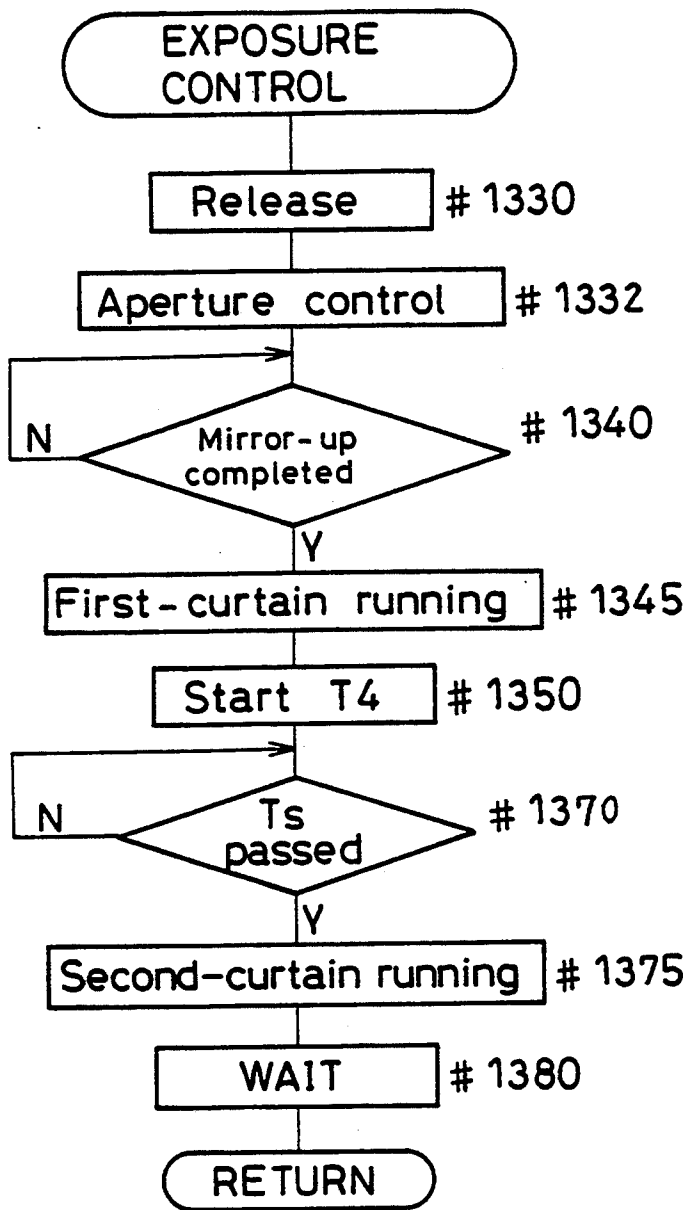 EXPOSURE
CONTROL
Release # 1330
Aperture control # 1332
Mirror-up
completed
# 1340
N
Y
First-curtain running # 1345
Start T4 # 1350
Ts
passed
# 1370
N
Y
Second-curtain running # 1375
WAIT # 1380
RETURN